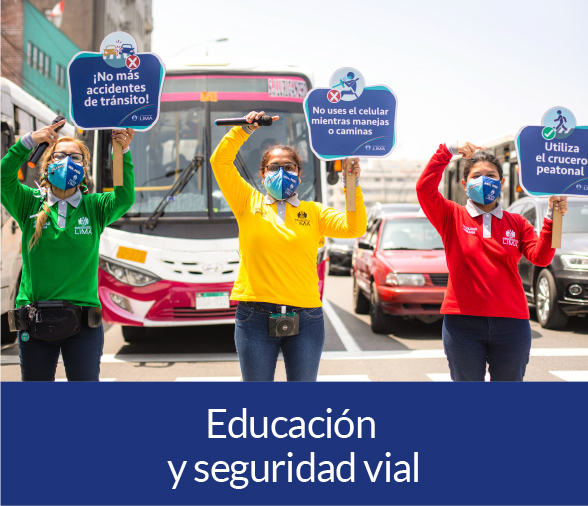 ¡No más
accidentes
de tránsito!
LIMA
No uses el celular
mientras manejas
o caminas
LIMA
Utiliza
el crucero
peatonal
LIMA
LIMA
LIMA
Educación
y seguridad vial